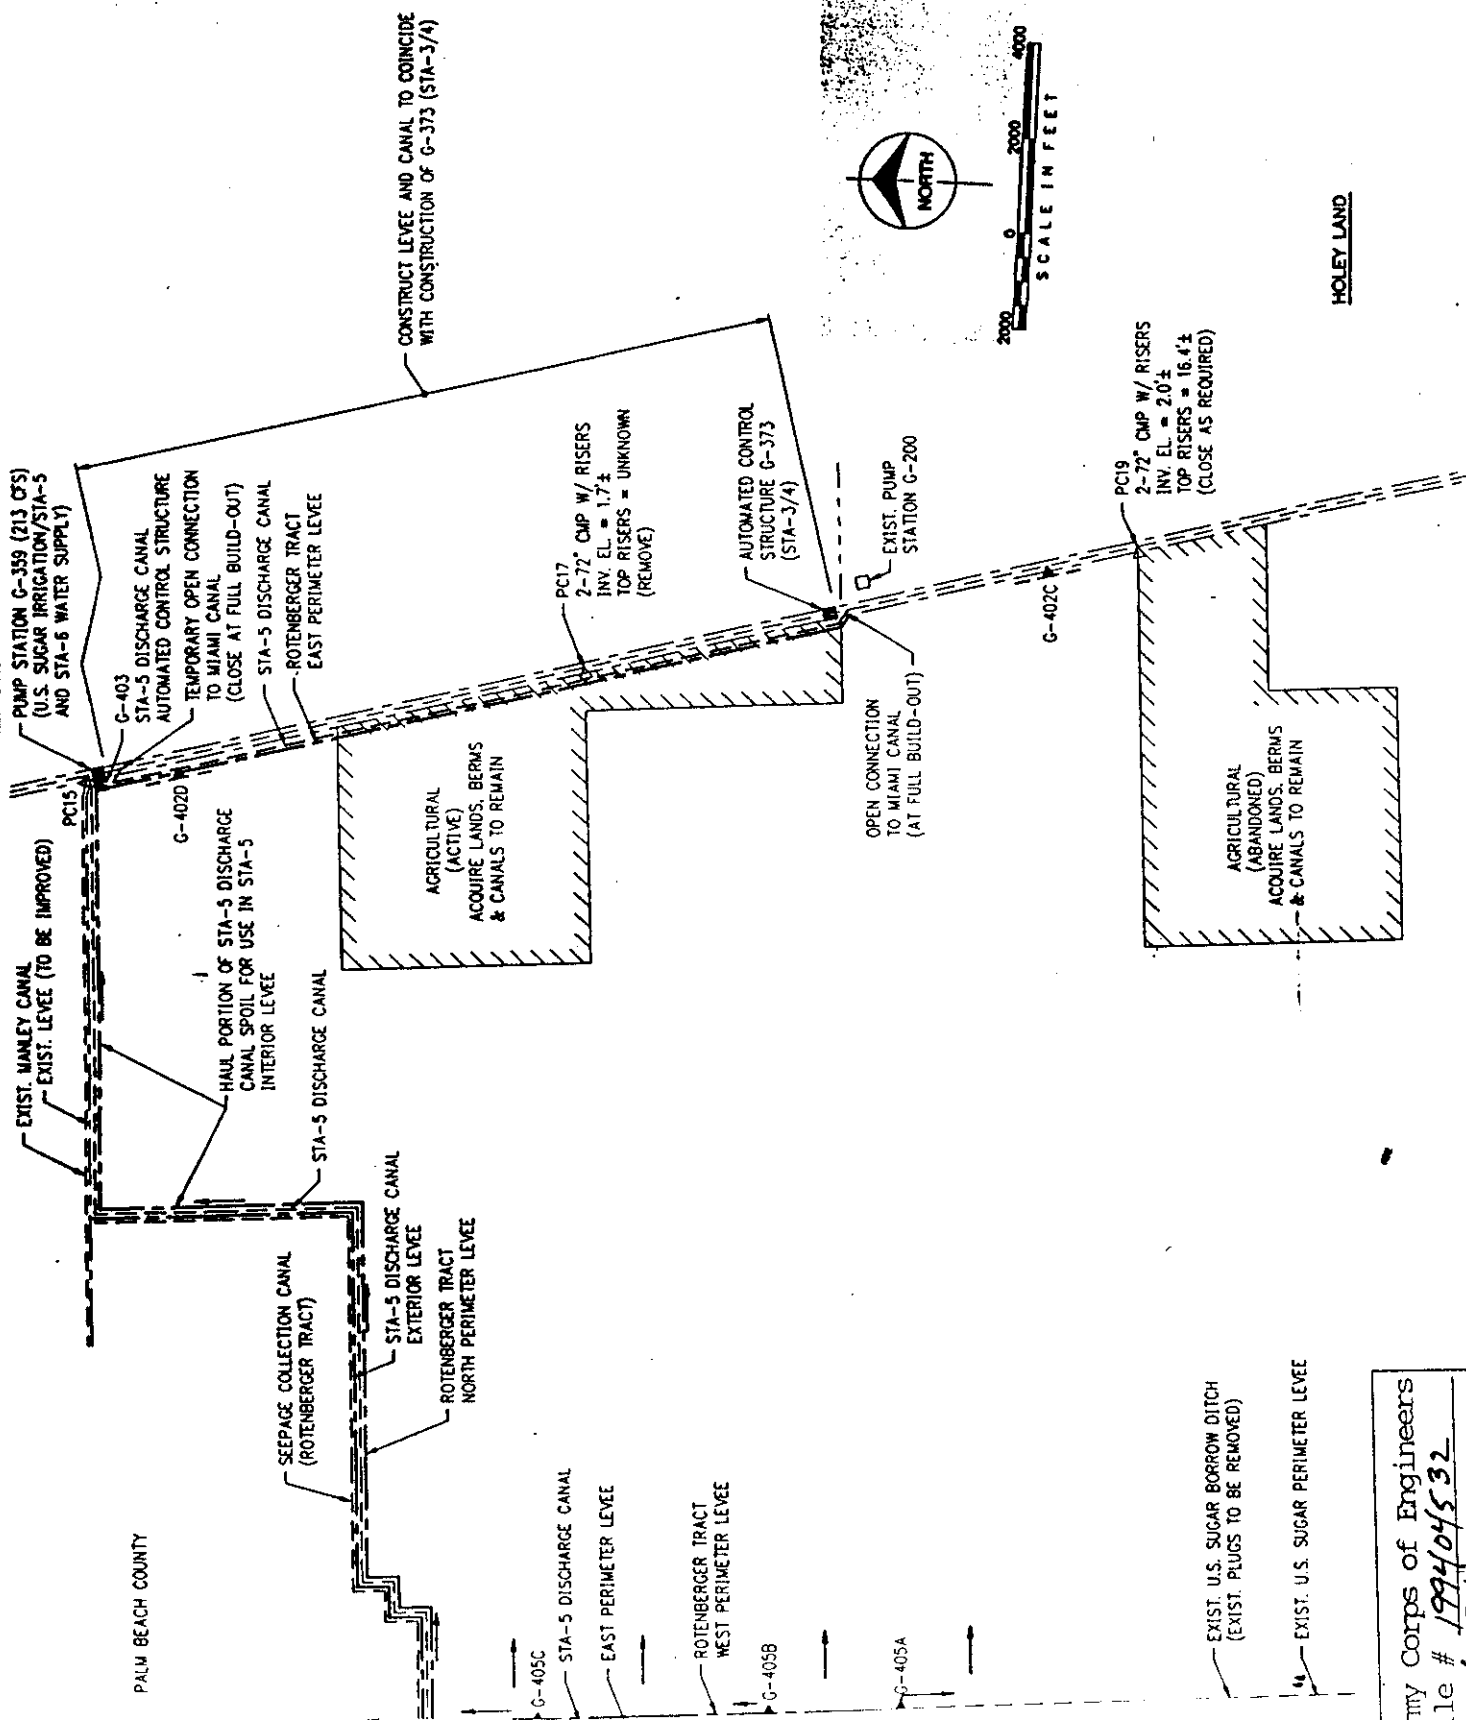 PUMP STATION G-359 (213 CFS)
(U.S. SUGAR IRRIGATION/STA-5
AND STA-6 WATER SUPPLY)
G-403
STA-5 DISCHARGE CANAL
AUTOMATED CONTROL STRUCTURE
TEMPORARY OPEN CONNECTION
TO MIAMI CANAL
(CLOSE AT FULL BUILD-OUT)
STA-5 DISCHARGE CANAL
ROTENBERGER TRACT
EAST PERIMETER LEVEE
CONSTRUCT LEVEE AND CANAL TO COINCIDE
WITH CONSTRUCTION OF G-373 (STA-3/4)
EXIST. MANLEY CANAL
EXIST. LEVEE (TO BE IMPROVED)
PC15
G-402D
HAUL PORTION OF STA-5 DISCHARGE
CANAL SPOIL FOR USE IN STA-5
INTERIOR LEVEE
STA-5 DISCHARGE CANAL
PALM BEACH COUNTY
SEEPAGE COLLECTION CANAL
(ROTENBERGER TRACT)
STA-5 DISCHARGE CANAL
EXTERIOR LEVEE
ROTENBERGER TRACT
NORTH PERIMETER LEVEE
AGRICULTURAL
(ACTIVE)
ACQUIRE LANDS, BERMS
& CANALS TO REMAIN
PC17
2-72" CMP W/ RISERS
INV. EL. = 1.7'±
TOP RISERS = UNKNOWN
(REMOVE)
AUTOMATED CONTROL
STRUCTURE G-373
(STA-3/4)
EXIST. PUMP
STATION G-200
OPEN CONNECTION
TO MIAMI CANAL
(AT FULL BUILD-OUT)
G-402C
PC19
2-72" CMP W/ RISERS
INV. EL. = 2.0'±
TOP RISERS = 16.4'±
(CLOSE AS REQUIRED)
NORTH
2000 0 2000 4000
SCALE IN FEET
HOLEY LAND
AGRICULTURAL
(ABANDONED)
ACQUIRE LANDS, BERMS
& CANALS TO REMAIN
G-405C
STA-5 DISCHARGE CANAL
EAST PERIMETER LEVEE
ROTENBERGER TRACT
WEST PERIMETER LEVEE
G-405B
G-405A
EXIST. U.S. SUGAR BORROW DITCH
(EXIST. PLUGS TO BE REMOVED)
EXIST. U.S. SUGAR PERIMETER LEVEE
my Corps of Engineers
le # 199404532